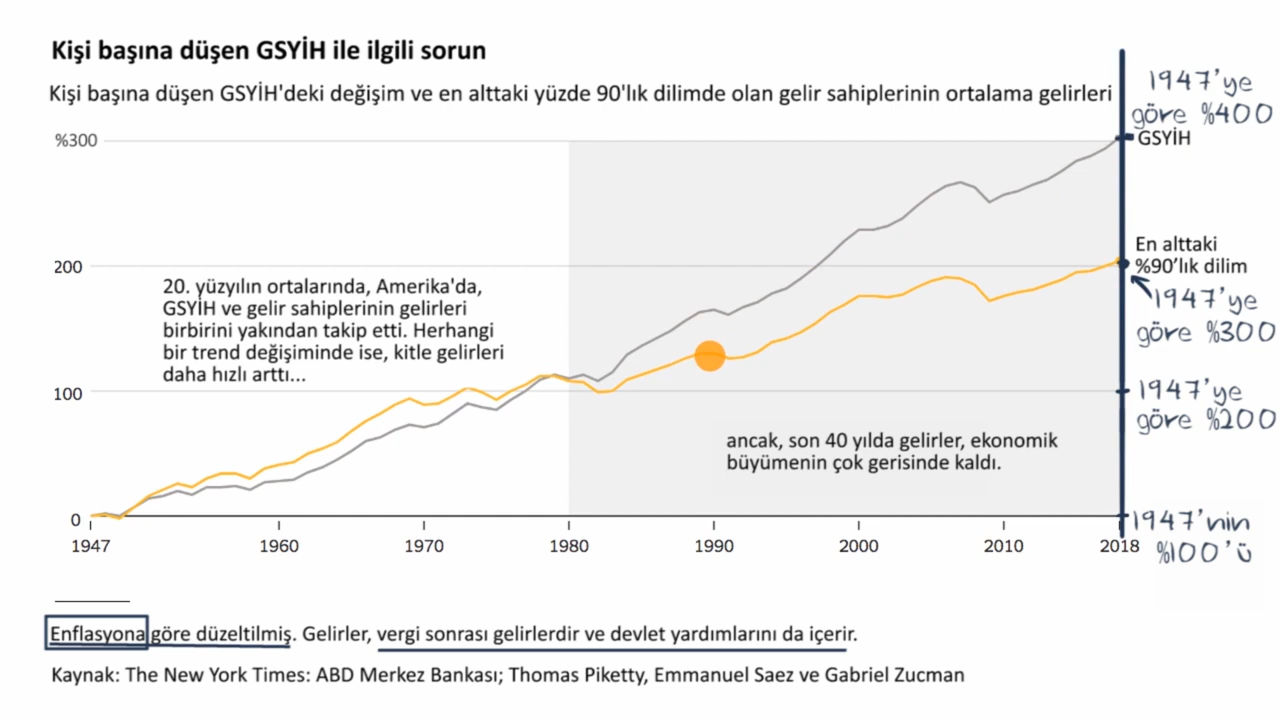 Kişi başına düşen GSYİH ile ilgili sorun
Kişi başına düşen GSYİH'deki değişim ve en alttaki yüzde 90'lık dilimde olan gelir sahiplerinin ortalama gelirleri
1947'ye
göre %400
%300
GSYİH
En alttaki
%90'lık dilim
200
1947'ye
göre %300
20. yüzyılın ortalarında, Amerika'da,
GSYİH ve gelir sahiplerinin gelirleri
birbirini yakından takip etti. Herhangi
bir trend değişiminde ise, kitle gelirleri
daha hızlı arttı...
100
1947'ye
göre %200
ancak, son 40 yılda gelirler, ekonomik
büyümenin çok gerisinde kaldı.
0
1947'nin
%100'ü
1947 1960 1970 1980 1990 2000 2010 2018
Enflasyona göre düzeltilmiş. Gelirler, vergi sonrası gelirlerdir ve devlet yardımlarını da içerir.
Kaynak: The New York Times: ABD Merkez Bankası; Thomas Piketty, Emmanuel Saez ve Gabriel Zucman